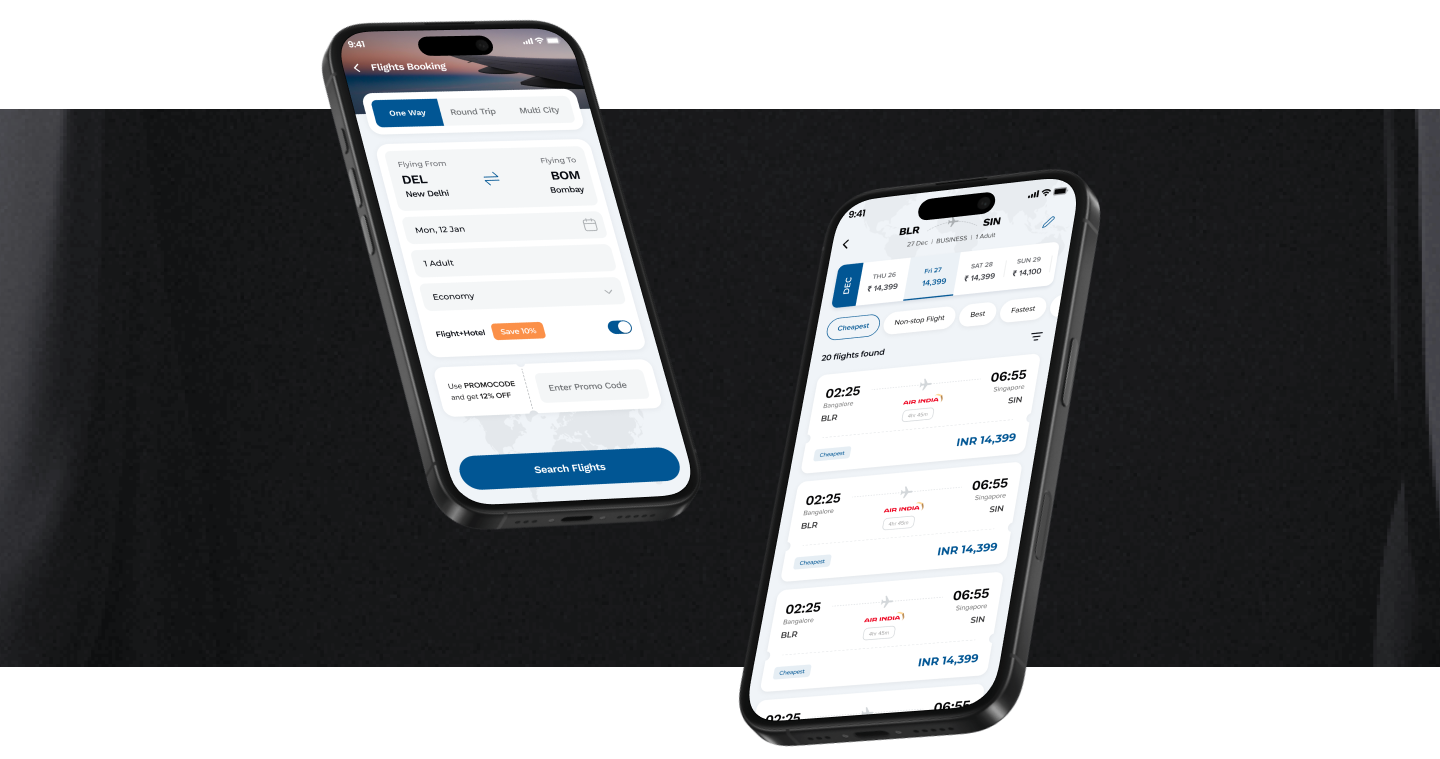 9:41
Flights Booking
One Way Round Trip Multi City
Flying From Flying To
DEL BOM
New Delhi Bombay
Mon, 12 Jan
1 Adult
Economy
Flight+Hotel Save 10%
Use PROMOCODE
and get 12% OFF
Enter Promo Code
Search Flights
9:41
BLR SIN
27 Dec | BUSINESS | 1 Adult
DEC
THU 26 Fri 27 SAT 28 SUN 29
₹ 14,399 14,399 ₹ 14,399 ₹ 14,100
Cheapest Non-stop Flight Best Fastest
20 flights found
02:25 06:55
Bangalore AIR INDIA Singapore
BLR 4hr 45m SIN
Cheapest INR 14,399
02:25 06:55
Bangalore AIR INDIA Singapore
BLR 4hr 45m SIN
Cheapest INR 14,399
02:25 06:55
Bangalore AIR INDIA Singapore
BLR 4hr 45m SIN
Cheapest INR 14,399
02:25 06:55